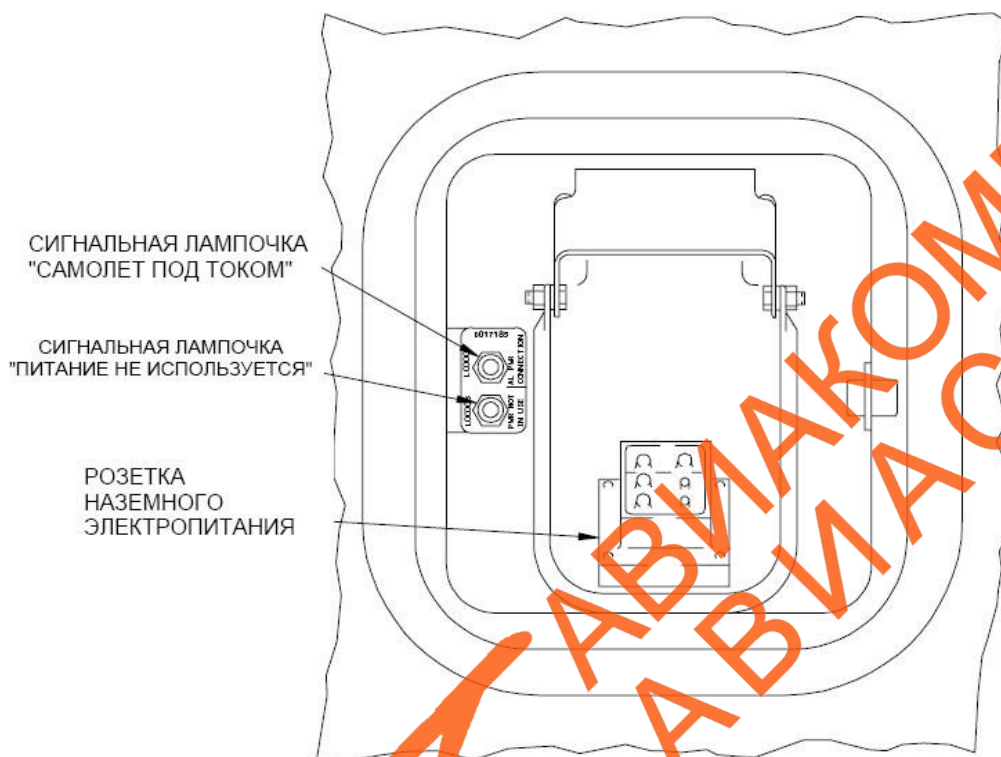 СИГНАЛЬНАЯ ЛАМПОЧКА
"САМОЛЕТ ПОД ТОКОМ"
СИГНАЛЬНАЯ ЛАМПОЧКА
"ПИТАНИЕ НЕ ИСПОЛЬЗУЕТСЯ"
РОЗЕТКА
НАЗЕМНОГО
ЭЛЕКТРОПИТАНИЯ
AL PWR
CONNECTION
PWR NOT
IN USE
АВИАКОМ
АВИАС